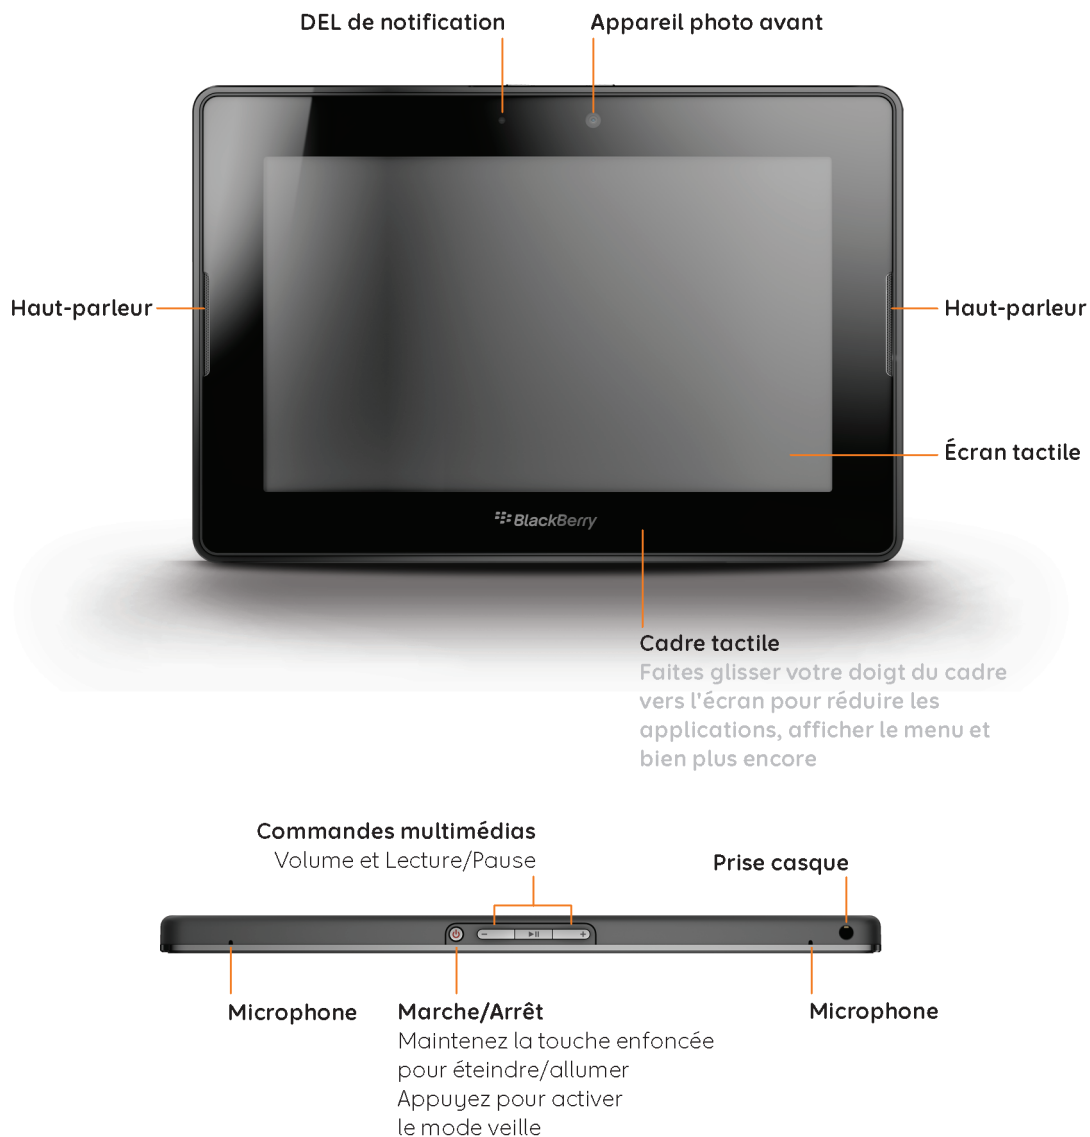 DEL de notification
Appareil photo avant
Haut-parleur
Haut-parleur
Écran tactile
BlackBerry
Cadre tactile
Faites glisser votre doigt du cadre
vers l'écran pour réduire les
applications, afficher le menu et
bien plus encore
Commandes multimédias
Volume et Lecture/Pause
Prise casque
Microphone
Marche/Arrêt
Maintenez la touche enfoncée
pour éteindre/allumer
Appuyez pour activer
le mode veille
Microphone